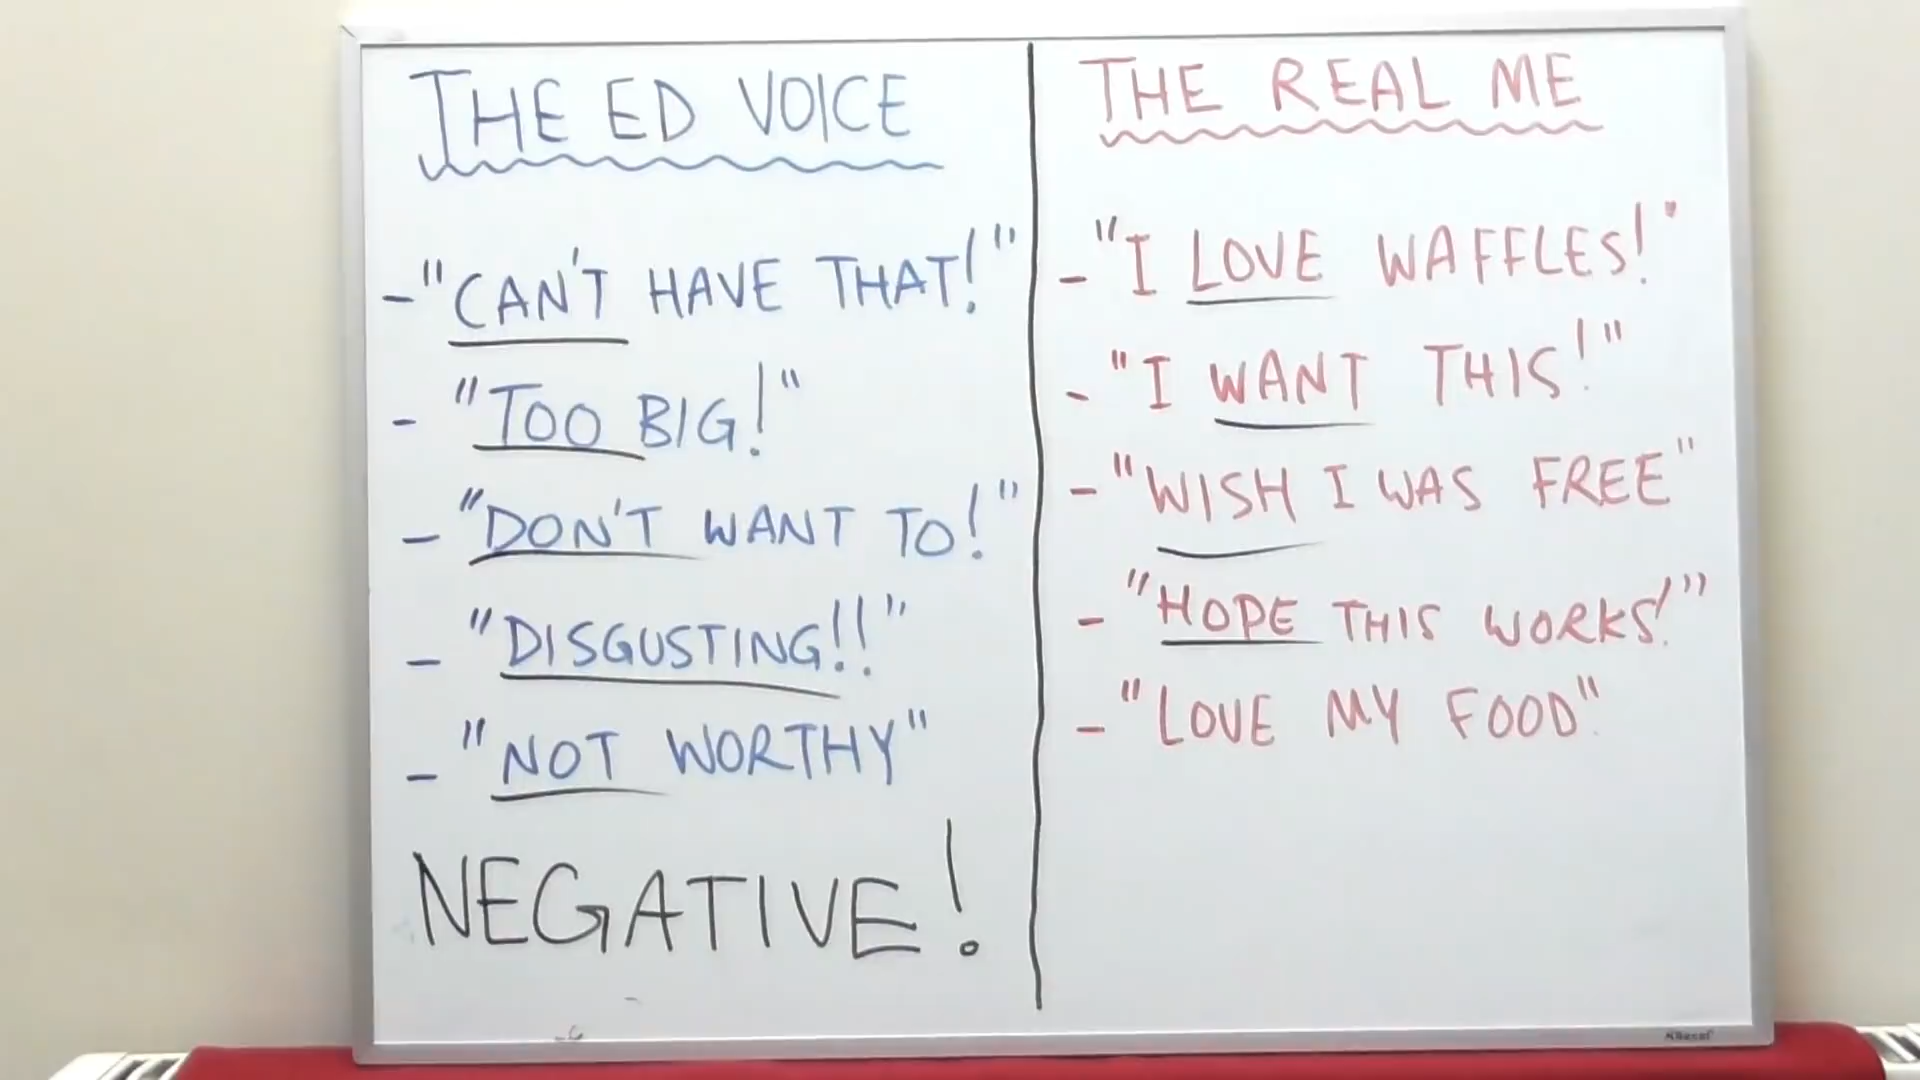 THE ED VOICE
- "CAN'T HAVE THAT!"
- "TOO BIG!"
- "DON'T WANT TO!"
- "DISGUSTING!!"
- "NOT WORTHY"
NEGATIVE!
THE REAL ME
- "I LOVE WAFFLES!"
- "I WANT THIS!"
- "WISH I WAS FREE"
- "HOPE THIS WORKS!"
- "LOVE MY FOOD"